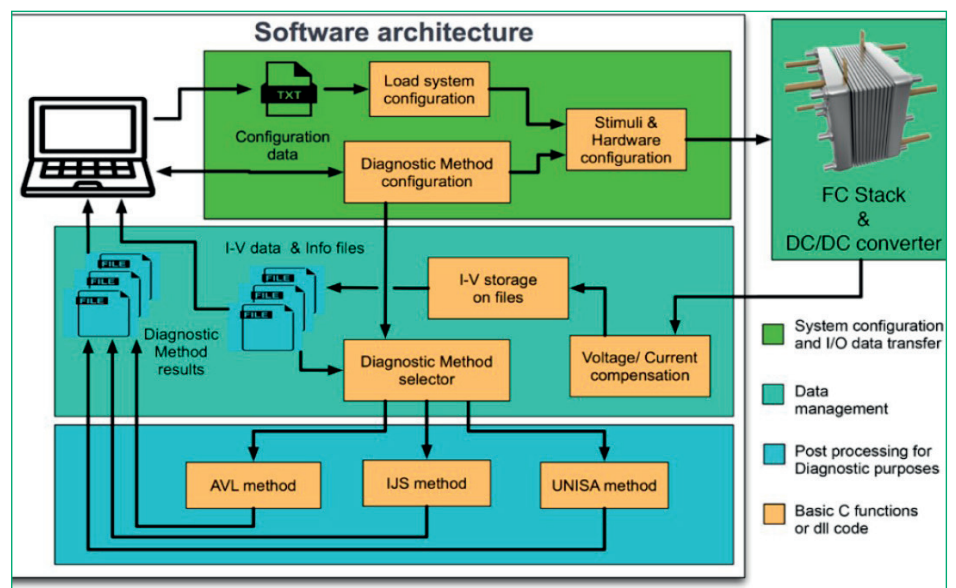 Software architecture
TXT
Configuration
data
Load system
configuration
Diagnostic Method
configuration
Stimuli &
Hardware
configuration
FC Stack
&
DC/DC converter
I-V data & Info files
FILE
FILE
FILE
FILE
FILE
FILE
Diagnostic
Method
results
I-V storage
on files
Diagnostic Method
selector
Voltage/ Current
compensation
AVL method
IJS method
UNISA method
System configuration
and I/O data transfer
Data
management
Post processing for
Diagnostic purposes
Basic C functions
or dll code